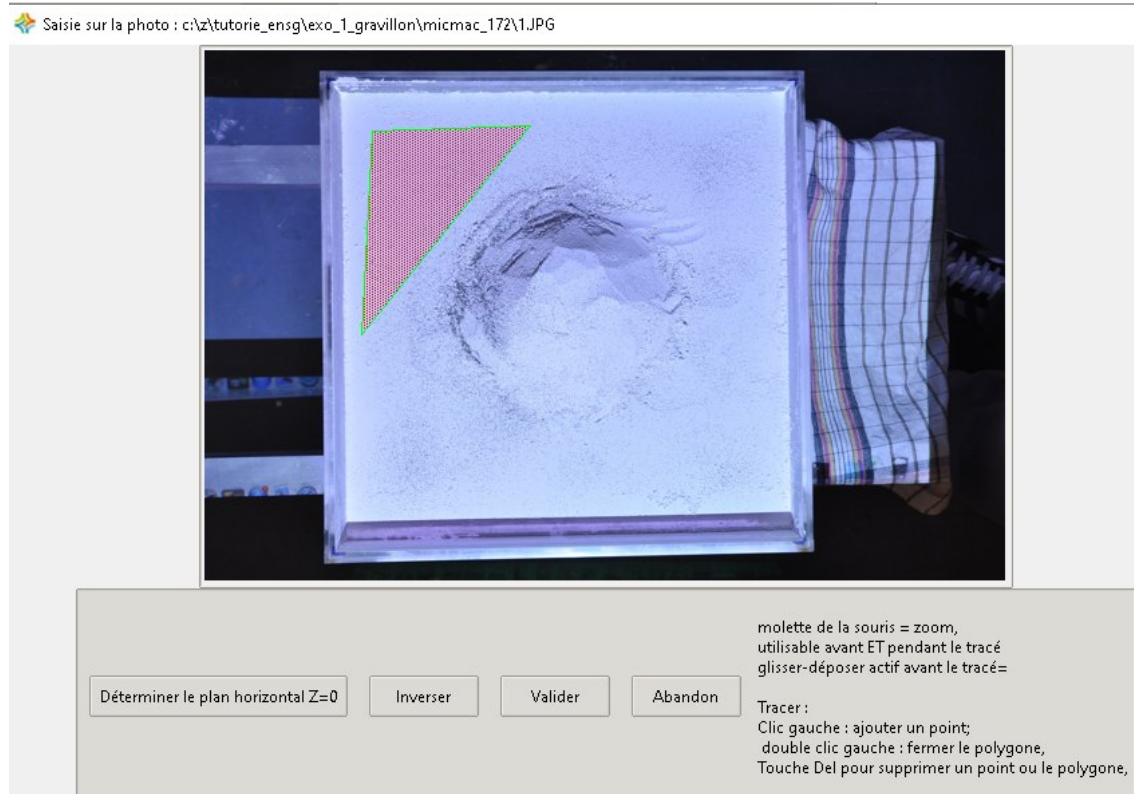 Saisie sur la photo : c:\z\tutorie_ensg\exo_1_gravillon\micmac_172\1.JPG
molette de la souris = zoom,
utilisable avant ET pendant le tracé
glisser-déposer actif avant le tracé=
Déterminer le plan horizontal Z=0
Inverser
Valider
Abandon
Tracer :
Clic gauche : ajouter un point;
double clic gauche : fermer le polygone,
Touche Del pour supprimer un point ou le polygone,